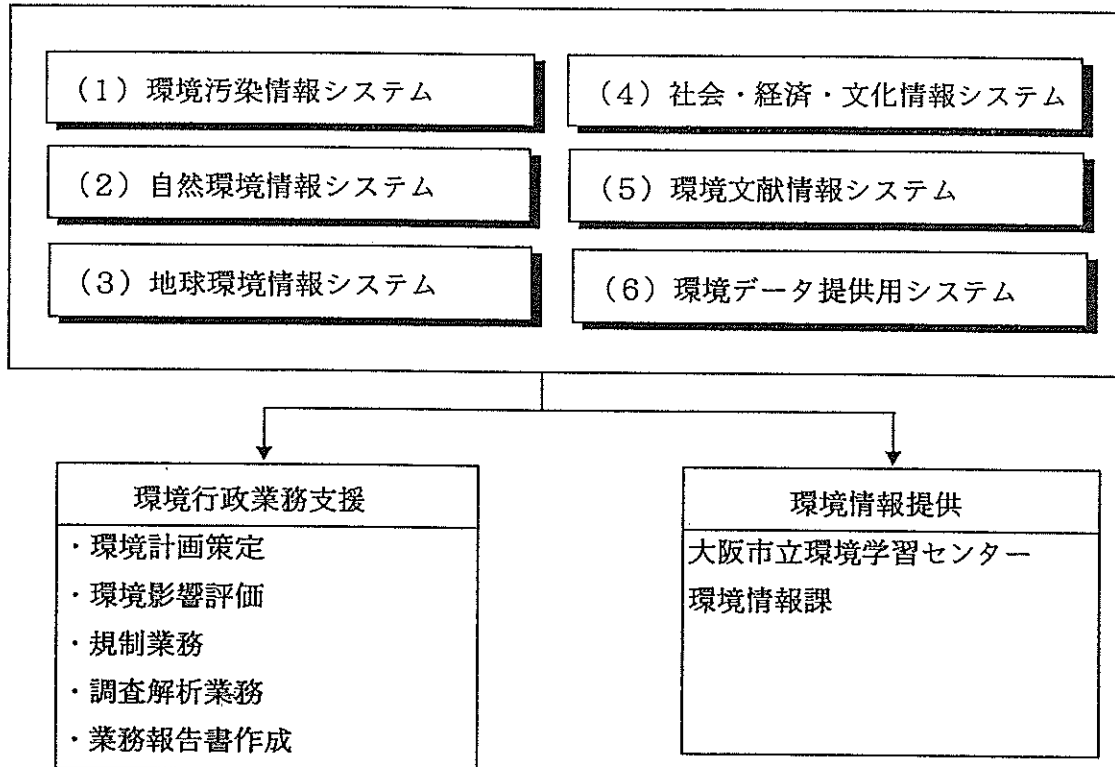 (1) 環境汚染情報システム
(2) 自然環境情報システム
(3) 地球環境情報システム
(4) 社会・経済・文化情報システム
(5) 環境文献情報システム
(6) 環境データ提供用システム
環境行政業務支援
・環境計画策定
・環境影響評価
・規制業務
・調査解析業務
・業務報告書作成
環境情報提供
大阪市立環境学習センター
環境情報課